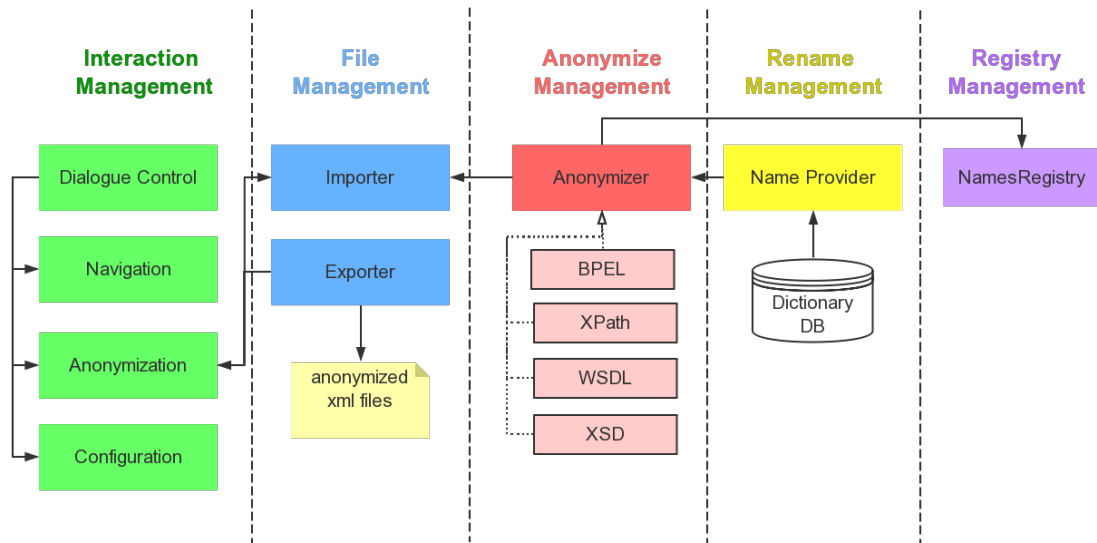 Interaction
Management
File
Management
Anonymize
Management
Rename
Management
Registry
Management
Dialogue Control
Navigation
Anonymization
Configuration
Importer
Exporter
anonymized
xml files
Anonymizer
BPEL
XPath
WSDL
XSD
Name Provider
Dictionary
DB
NamesRegistry